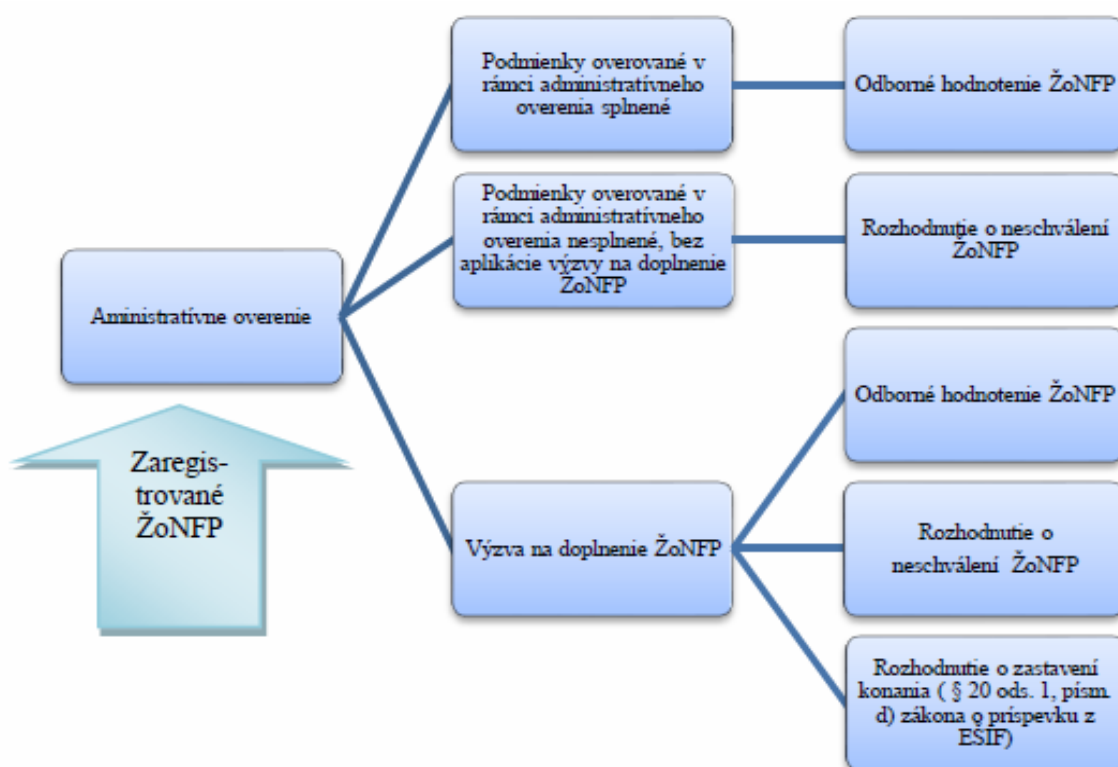 Podmienky overované v
rámci administratívneho
overenia splnené
Odborné hodnotenie ŽoNFP
Podmienky overované v
rámci administratívneho
overenia nesplnené, bez
aplikácie výzvy na doplnenie
ŽoNFP
Rozhodnutie o neschválení
ŽoNFP
Aministratívne overenie
Zaregis-
trované
ŽoNFP
Výzva na doplnenie ŽoNFP
Odborné hodnotenie ŽoNFP
Rozhodnutie o
neschválení ŽoNFP
Rozhodnutie o zastavení
konania ( § 20 ods. 1, písm.
d) zákona o príspevku z
EŠIF)